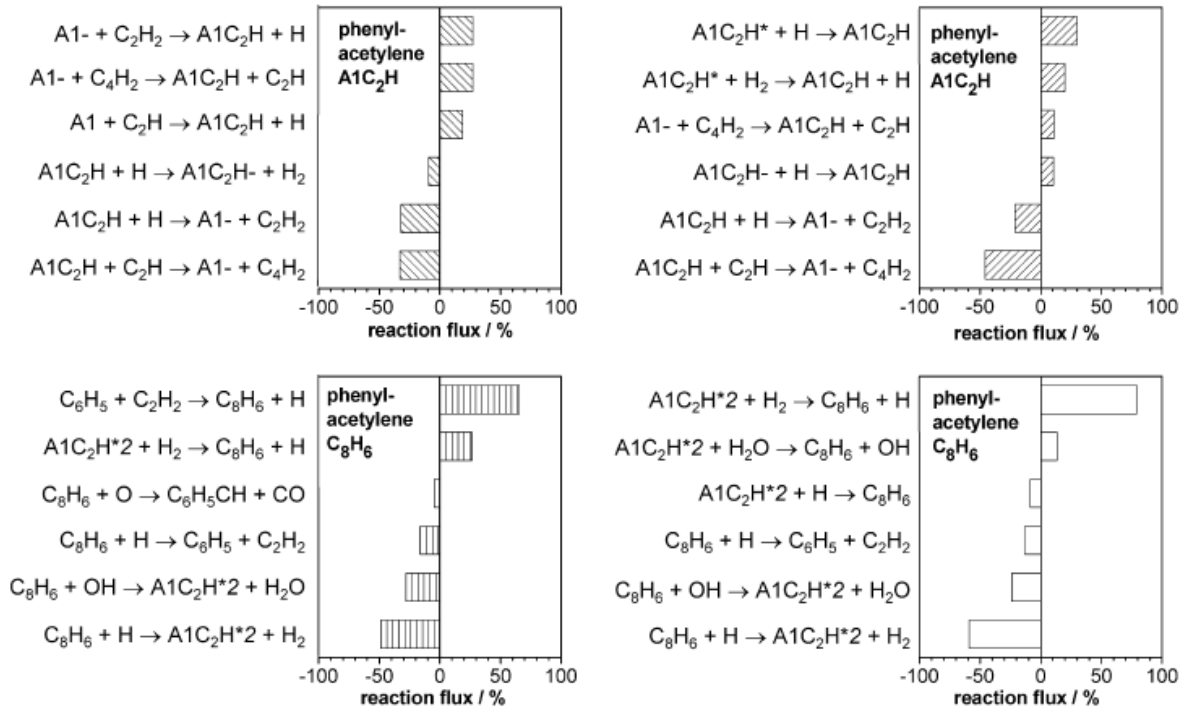 A1- + C₂H₂ → A1C₂H + H
A1- + C₄H₂ → A1C₂H + C₂H
A1 + C₂H → A1C₂H + H
A1C₂H + H → A1C₂H- + H₂
A1C₂H + H → A1- + C₂H₂
A1C₂H + C₂H → A1- + C₄H₂
phenyl-
acetylene
A1C₂H
-100 -50 0 50 100
reaction flux / %
A1C₂H* + H → A1C₂H
A1C₂H* + H₂ → A1C₂H + H
A1- + C₄H₂ → A1C₂H + C₂H
A1C₂H- + H → A1C₂H
A1C₂H + H → A1- + C₂H₂
A1C₂H + C₂H → A1- + C₄H₂
phenyl-
acetylene
A1C₂H
-100 -50 0 50 100
reaction flux / %
C₆H₅ + C₂H₂ → C₈H₆ + H
A1C₂H*2 + H₂ → C₈H₆ + H
C₈H₆ + O → C₆H₅CH + CO
C₈H₆ + H → C₆H₅ + C₂H₂
C₈H₆ + OH → A1C₂H*2 + H₂O
C₈H₆ + H → A1C₂H*2 + H₂
phenyl-
acetylene
C₈H₆
-100 -50 0 50 100
reaction flux / %
A1C₂H*2 + H₂ → C₈H₆ + H
A1C₂H*2 + H₂O → C₈H₆ + OH
A1C₂H*2 + H → C₈H₆
C₈H₆ + H → C₆H₅ + C₂H₂
C₈H₆ + OH → A1C₂H*2 + H₂O
C₈H₆ + H → A1C₂H*2 + H₂
phenyl-
acetylene
C₈H₆
-100 -50 0 50 100
reaction flux / %